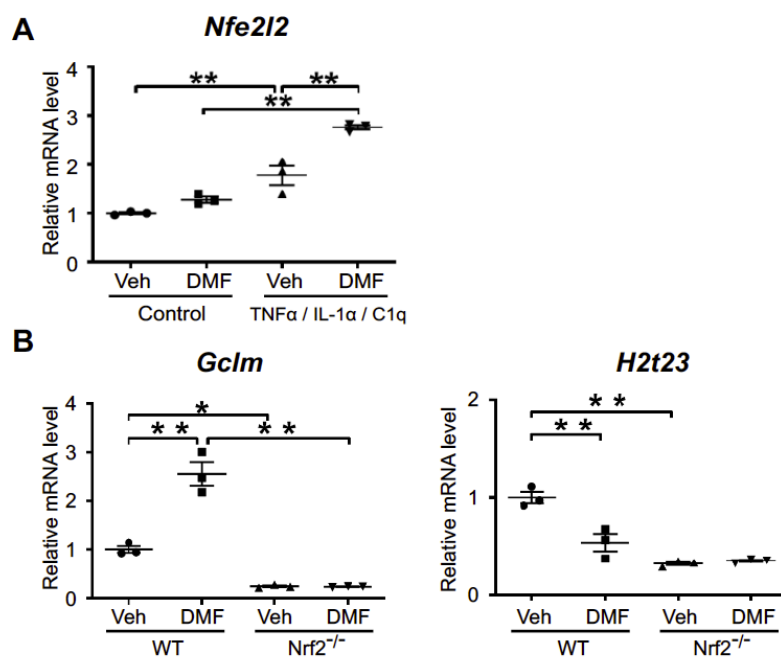 A
Nfe2l2
Relative mRNA level
4
3
2
1
0
** **
**
Veh DMF Veh DMF
Control TNFα / IL-1α / C1q
B
Gclm
Relative mRNA level
4
3
2
1
0
*
** **
Veh DMF Veh DMF
WT Nrf2⁻/⁻
H2t23
Relative mRNA level
2
1
0
**
**
Veh DMF Veh DMF
WT Nrf2⁻/⁻